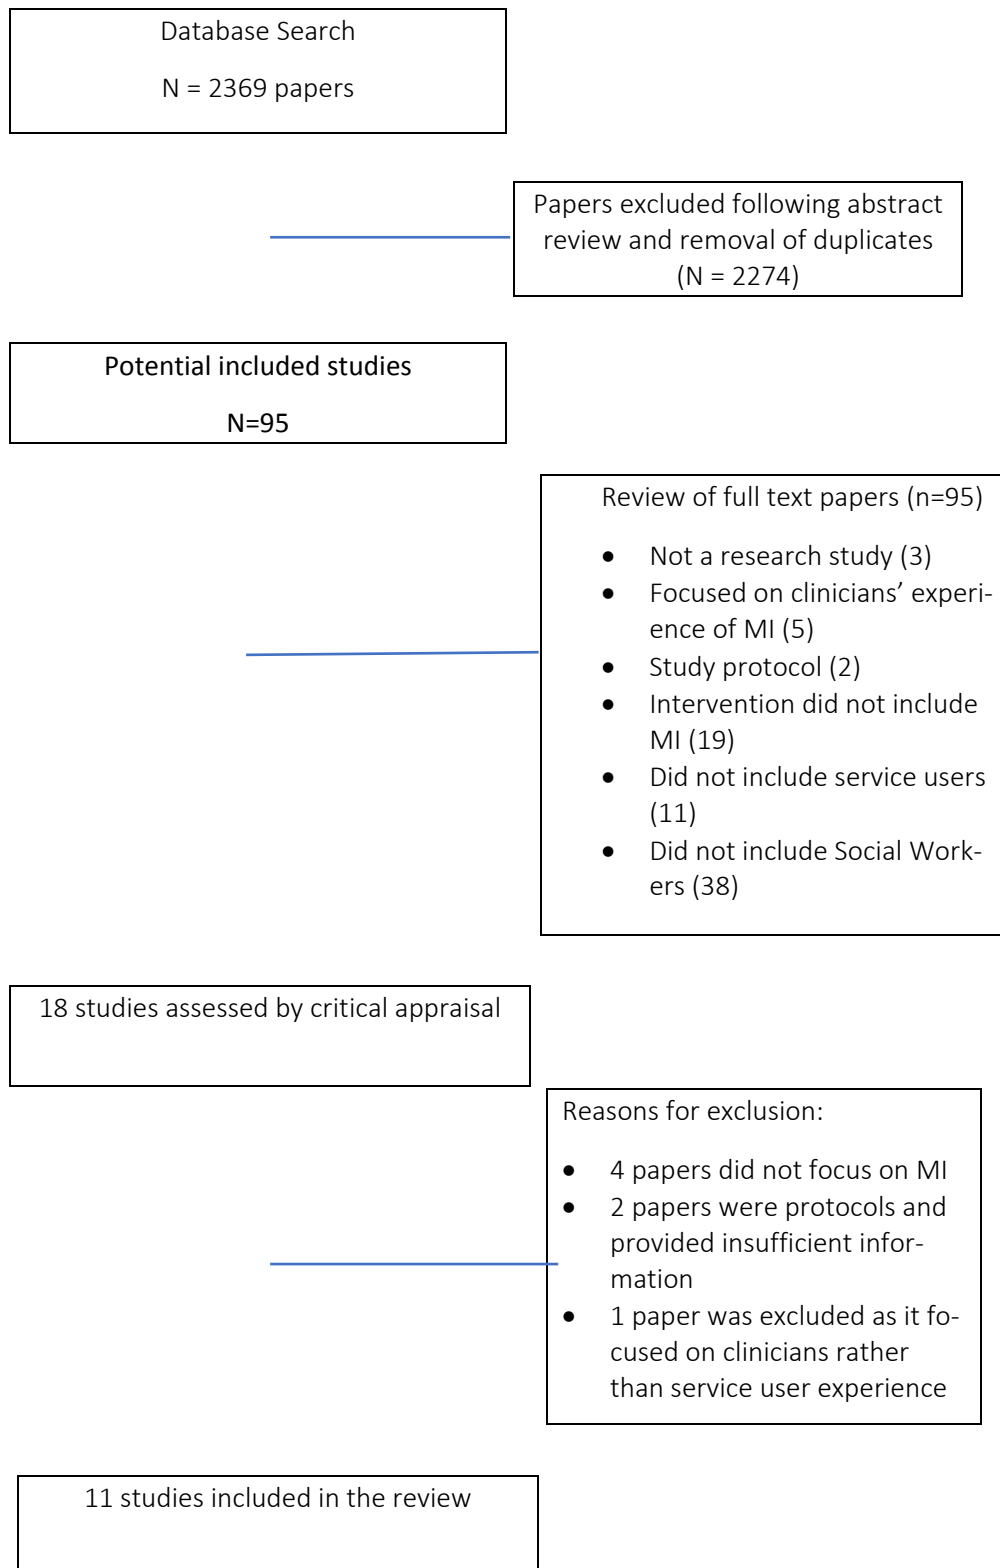 Database Search
N = 2369 papers
Papers excluded following abstract
review and removal of duplicates
(N = 2274)
Potential included studies
N=95
Review of full text papers (n=95)
• Not a research study (3)
• Focused on clinicians’ experi-
ence of MI (5)
• Study protocol (2)
• Intervention did not include
MI (19)
• Did not include service users
(11)
• Did not include Social Work-
ers (38)
18 studies assessed by critical appraisal
Reasons for exclusion:
• 4 papers did not focus on MI
• 2 papers were protocols and
provided insufficient infor-
mation
• 1 paper was excluded as it fo-
cused on clinicians rather
than service user experience
11 studies included in the review